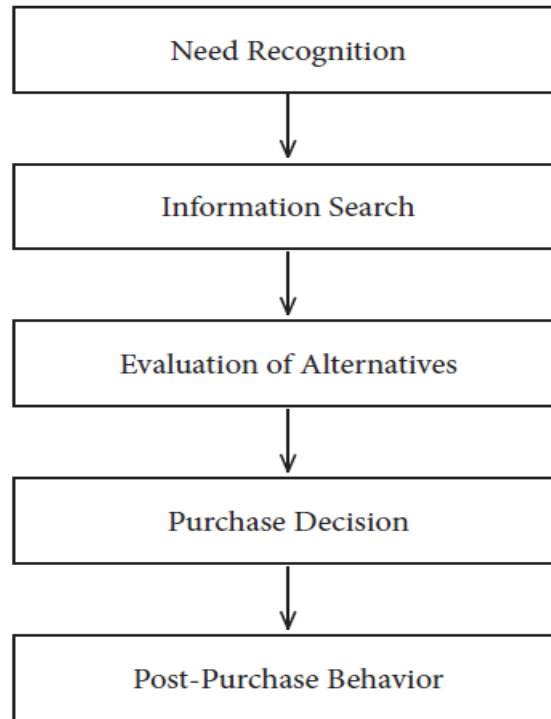 Need Recognition
Information Search
Evaluation of Alternatives
Purchase Decision
Post-Purchase Behavior